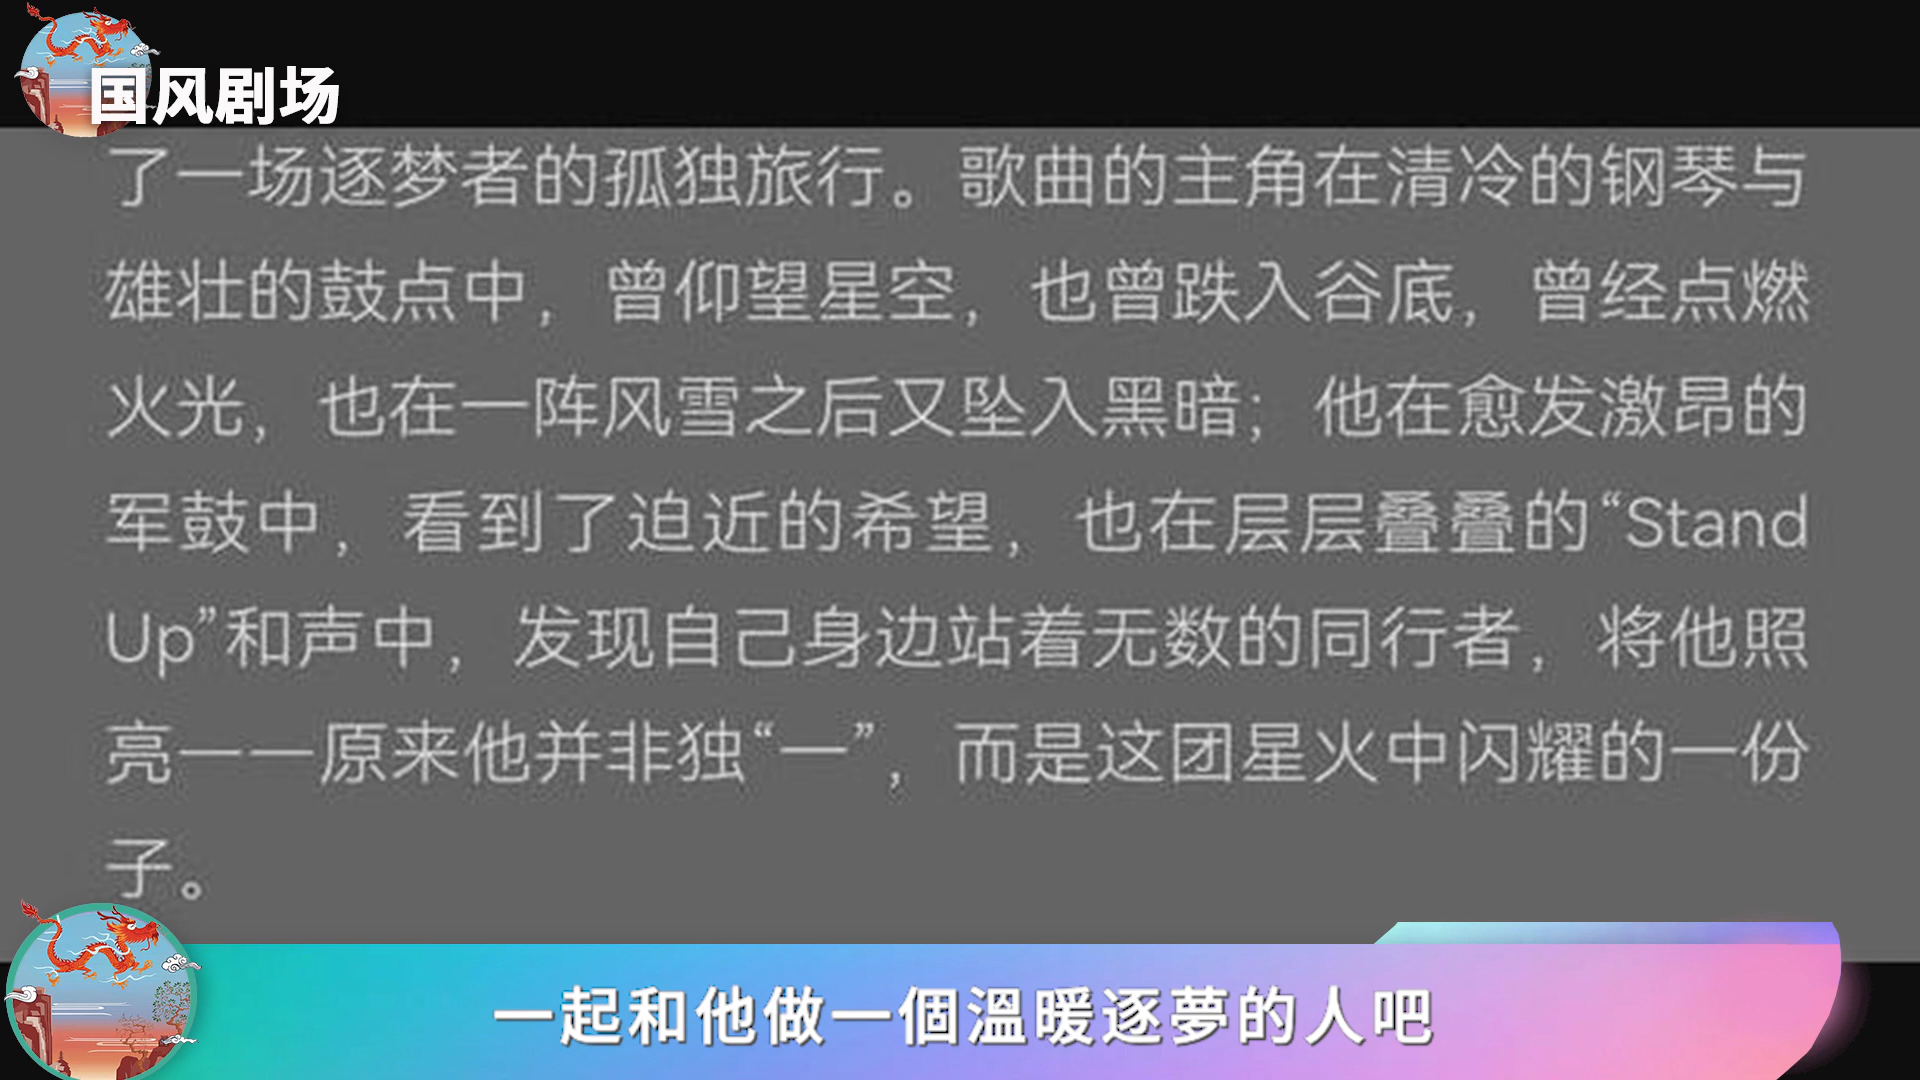 国风剧场
了一场逐梦者的孤独旅行。歌曲的主角在清冷的钢琴与
雄壮的鼓点中，曾仰望星空，也曾跌入谷底，曾经点燃
火光，也在一阵风雪之后又坠入黑暗；他在愈发激昂的
军鼓中，看到了迫近的希望，也在层层叠叠的“Stand
Up”和声中，发现自己身边站着无数的同行者，将他照
亮——原来他并非独“一”，而是这团星火中闪耀的一份
子。
一起和他做一個溫暖逐夢的人吧